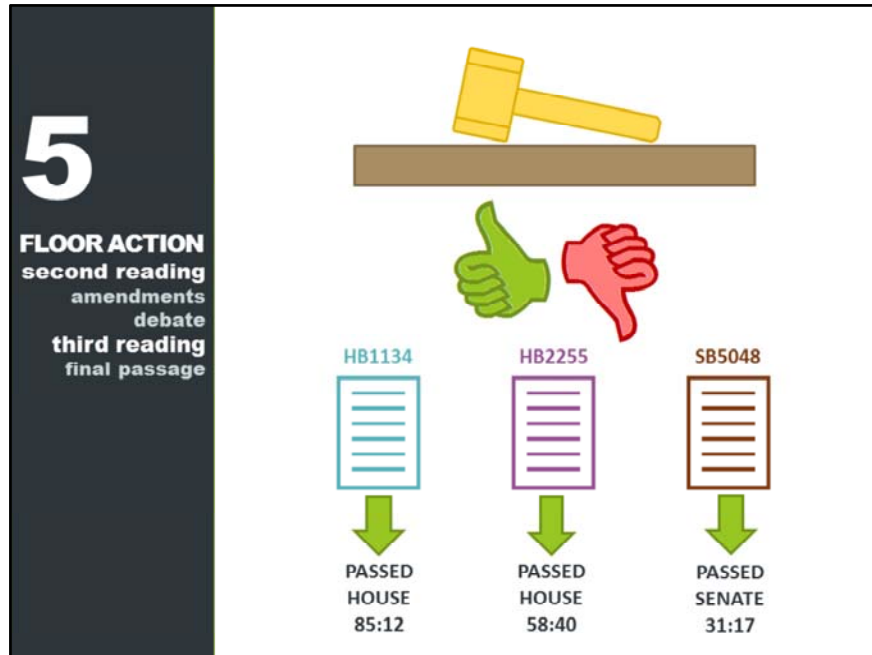 5
FLOOR ACTION
second reading
amendments
debate
third reading
final passage
HB1134
HB2255
SB5048
PASSED
HOUSE
85:12
PASSED
HOUSE
58:40
PASSED
SENATE
31:17